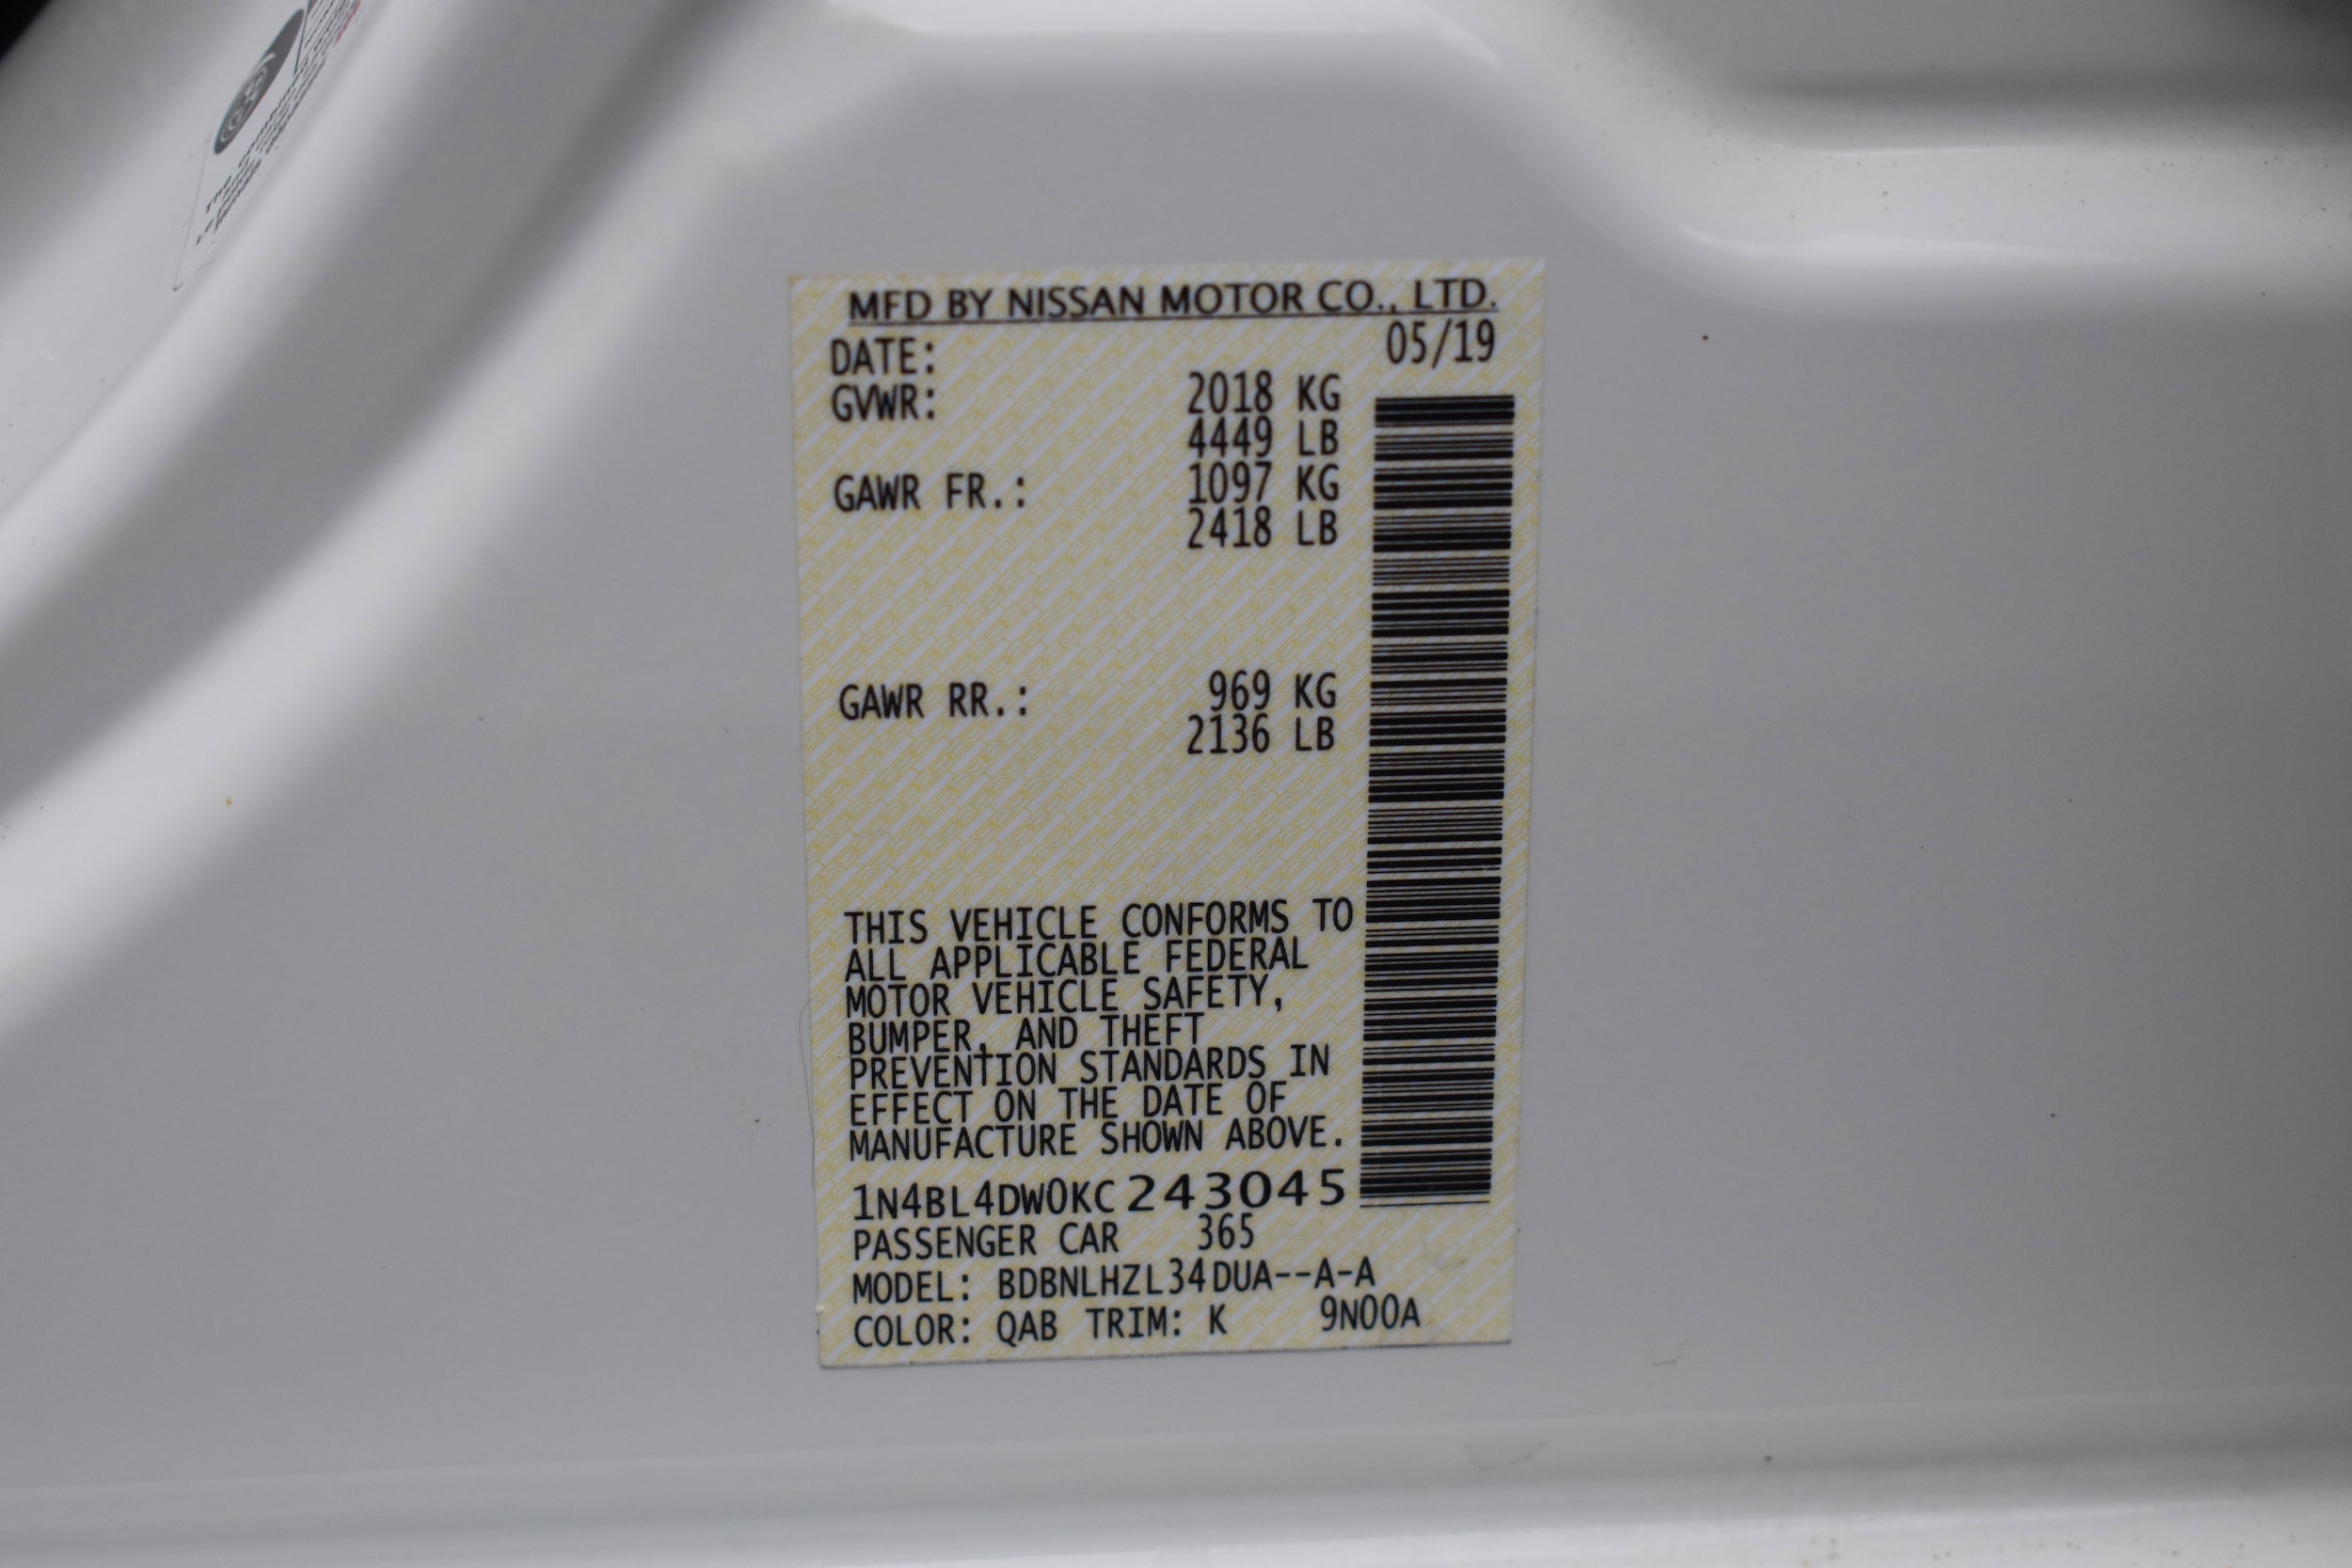 MFD BY NISSAN MOTOR CO., LTD.
DATE: 05/19
GVWR: 2018 KG
4449 LB
GAWR FR.: 1097 KG
2418 LB
GAWR RR.: 969 KG
2136 LB
THIS VEHICLE CONFORMS TO
ALL APPLICABLE FEDERAL
MOTOR VEHICLE SAFETY,
BUMPER, AND THEFT
PREVENTION STANDARDS IN
EFFECT ON THE DATE OF
MANUFACTURE SHOWN ABOVE.
1N4BL4DW0KC243045
PASSENGER CAR 365
MODEL: BDBNLHZL34DUA--A-A
COLOR: QAB TRIM: K 9N00A